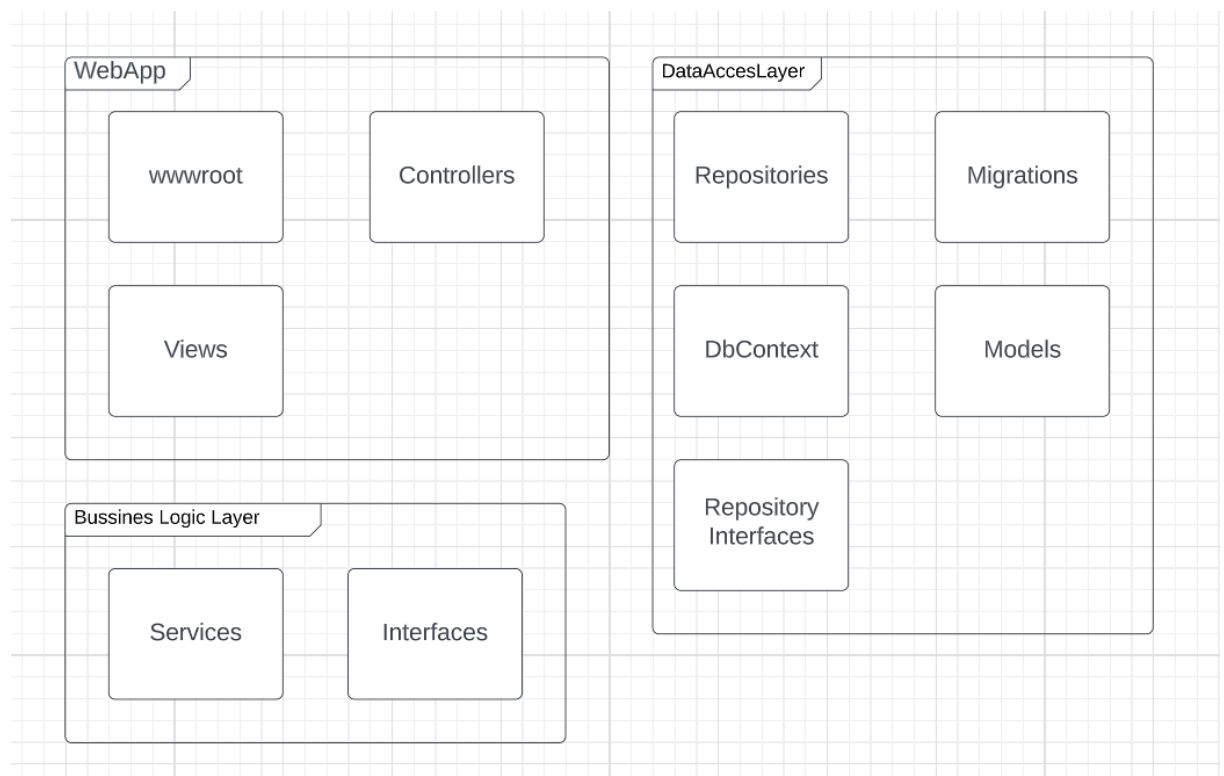 WebApp
wwwroot
Controllers
Views
Bussines Logic Layer
Services
Interfaces
DataAccesLayer
Repositories
Migrations
DbContext
Models
Repository
Interfaces